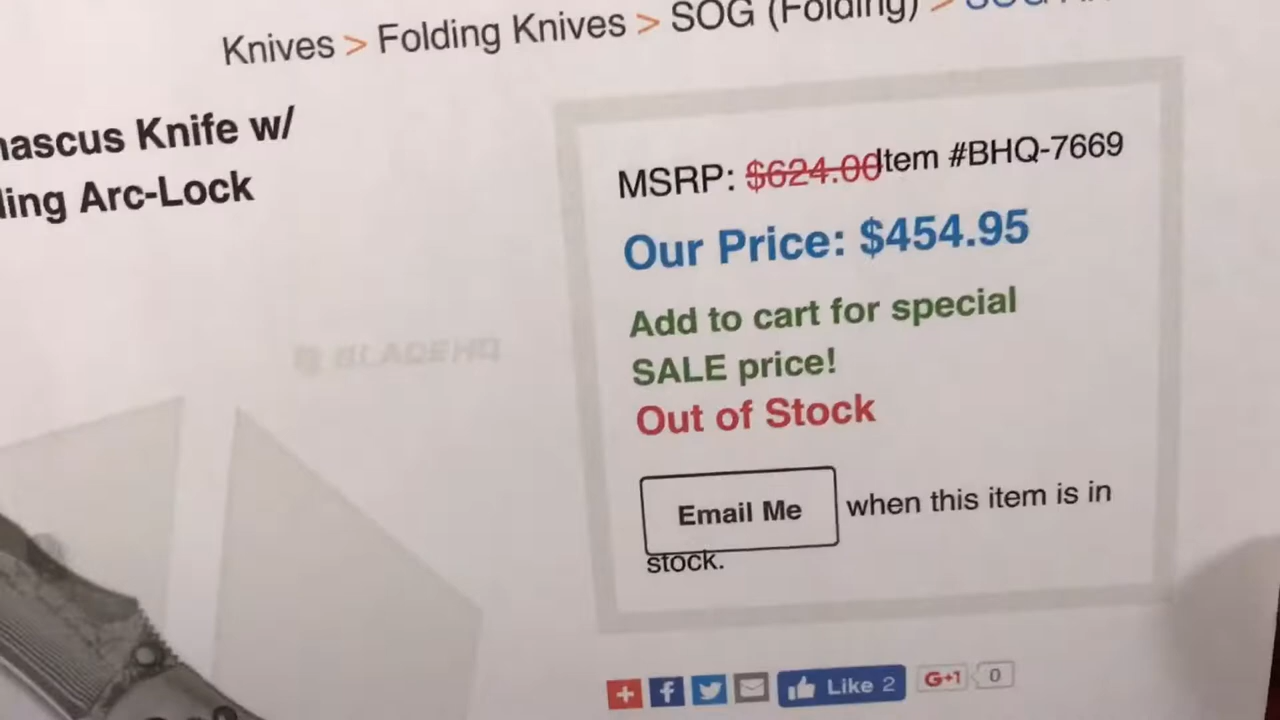 Knives > Folding Knives > SOG (Folding) >
Knife w/
Arc-Lock
MSRP: $624.00Item #BHQ-7669
Our Price: $454.95
Add to cart for special
SALE price!
Out of Stock
Email Me when this item is in
stock.
BLADEHQ
Like 2
G+1 0